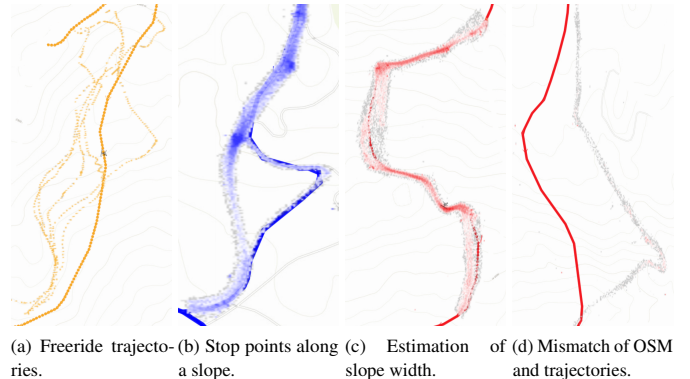 (a) Freeride trajecto-
ries.
(b) Stop points along
a slope.
(c) Estimation of
slope width.
(d) Mismatch of OSM
and trajectories.